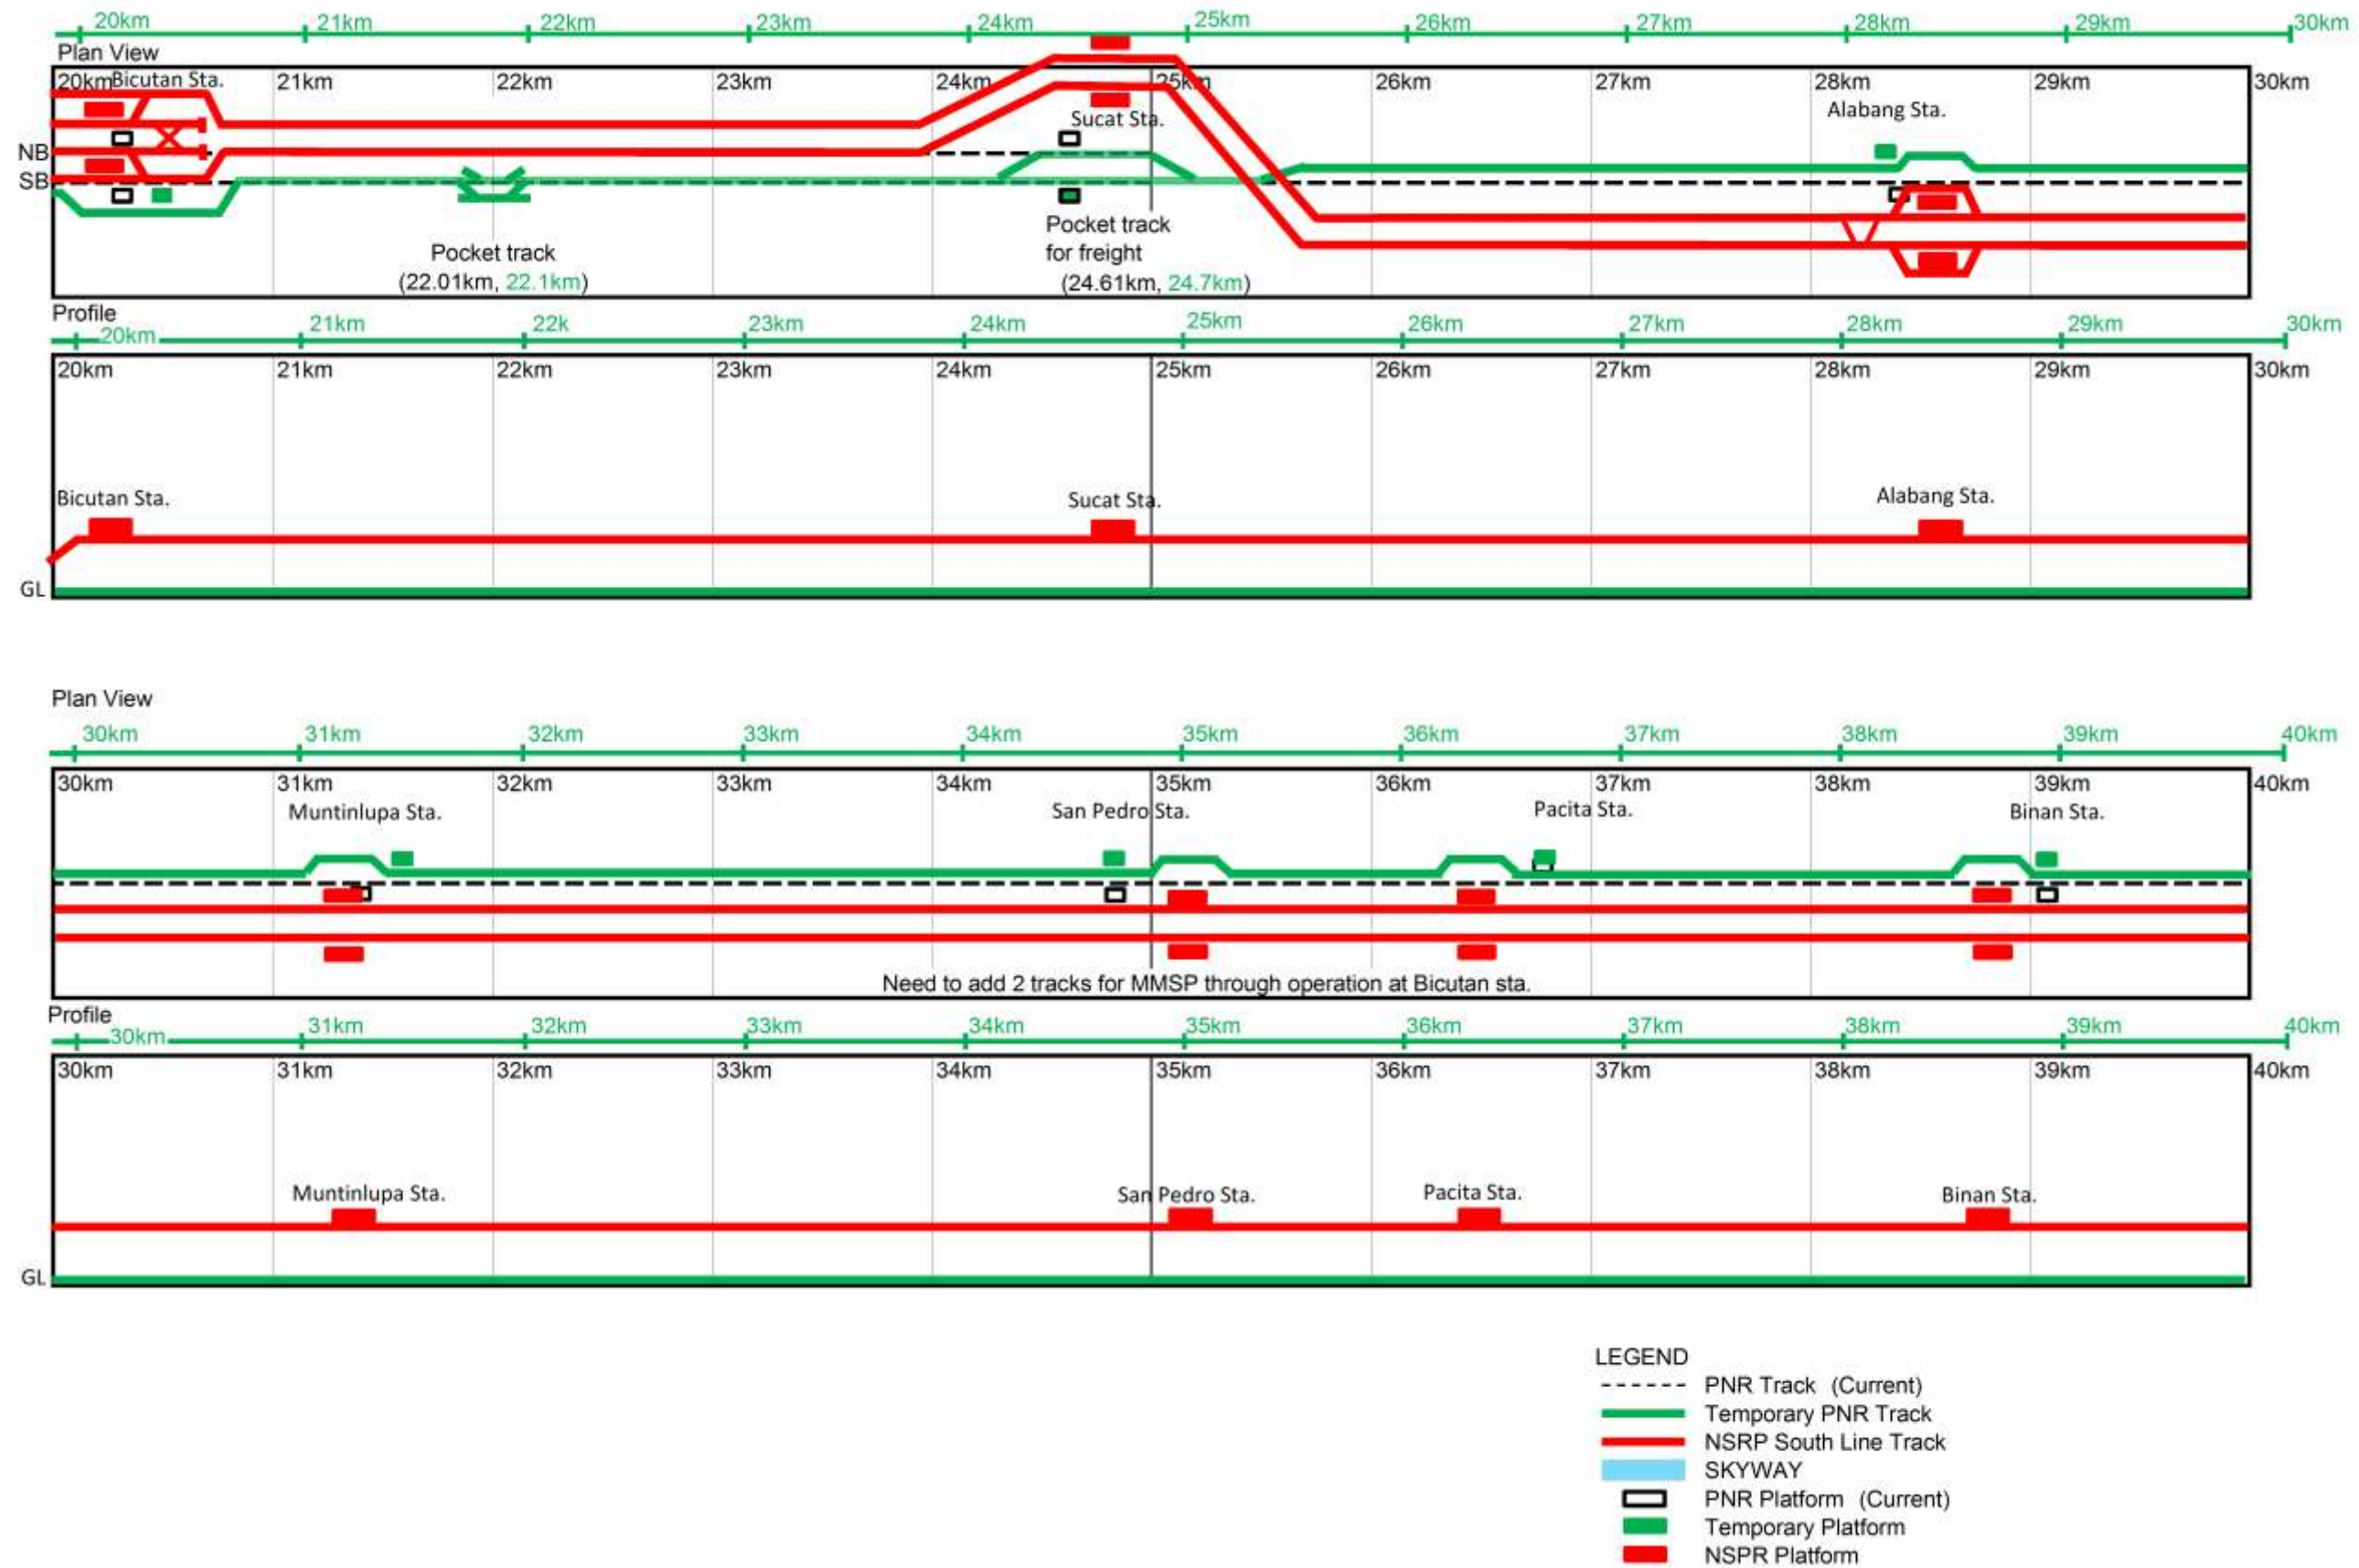 20km 21km 22km 23km 24km 25km 26km 27km 28km 29km 30km
Plan View
20km Bicutan Sta. 21km 22km 23km 24km 25km 26km 27km 28km 29km 30km
Alabang Sta.
Sucat Sta.
NB
SB
Pocket track
(22.01km, 22.1km)
Pocket track
for freight
(24.61km, 24.7km)
Profile
20km 21km 22k 23km 24km 25km 26km 27km 28km 29km 30km
20km 21km 22km 23km 24km 25km 26km 27km 28km 29km 30km
Bicutan Sta. Sucat Sta. Alabang Sta.
GL
Plan View
30km 31km 32km 33km 34km 35km 36km 37km 38km 39km 40km
30km 31km 32km 33km 34km 35km 36km 37km 38km 39km 40km
Muntinlupa Sta. San Pedro Sta. Pacita Sta. Binan Sta.
Need to add 2 tracks for MMSP through operation at Bicutan sta.
Profile
30km 31km 32km 33km 34km 35km 36km 37km 38km 39km 40km
30km 31km 32km 33km 34km 35km 36km 37km 38km 39km 40km
Muntinlupa Sta. San Pedro Sta. Pacita Sta. Binan Sta.
GL
LEGEND
PNR Track (Current)
Temporary PNR Track
NSRP South Line Track
SKYWAY
PNR Platform (Current)
Temporary Platform
NSPR Platform